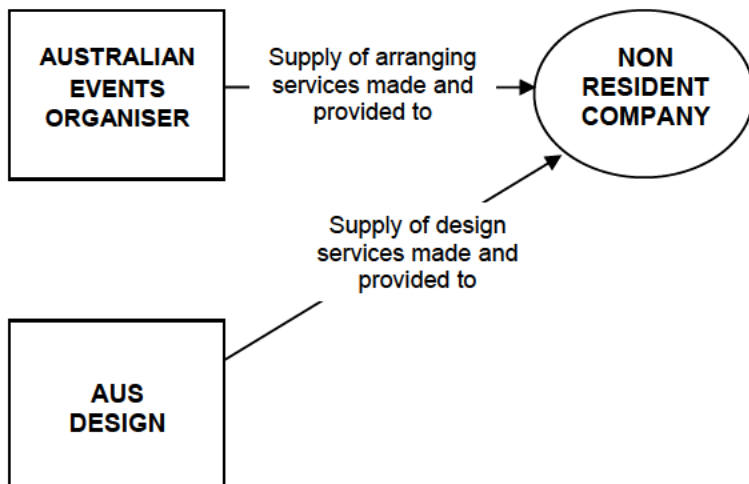 AUSTRALIAN
EVENTS
ORGANISER
Supply of arranging
services made and
provided to
NON
RESIDENT
COMPANY
Supply of design
services made and
provided to
AUS
DESIGN